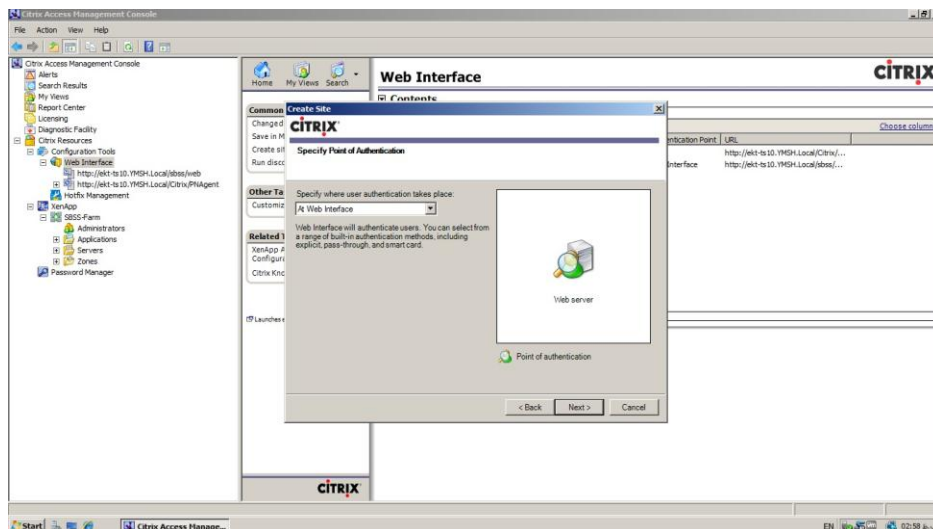 Citrix Access Management Console
File Action View Help
Citrix Access Management Console
Alerts
Search Results
My Views
Report Center
Licensing
Diagnostic Facility
Citrix Resources
Configuration Tools
Web Interface
http://ekt-ts10.YMSH.Local/sbss/web
http://ekt-ts10.YMSH.Local/Citrix/PNAgent
Hotfix Management
XenApp
SBSS-Farm
Administrators
Applications
Servers
Zones
Password Manager
Home My Views Search
Common
Changed
Save in M
Create sit
Run disc
Other Ta
Customiz
Related T
XenApp A
Configura
Citrix Kno
Launches e
CITRIX
Web Interface
CITRIX
Contents
Choose column
entication Point URL
http://ekt-ts10.YMSH.Local/Citrix/...
Interface http://ekt-ts10.YMSH.Local/sbss/...
Create Site
CITRIX
Specify Point of Authentication
Specify where user authentication takes place:
At Web Interface
Web Interface will authenticate users. You can select from
a range of built-in authentication methods, including
explicit, pass-through, and smart card.
Web server
Point of authentication
< Back Next > Cancel
Start Citrix Access Manage...
EN 02:58